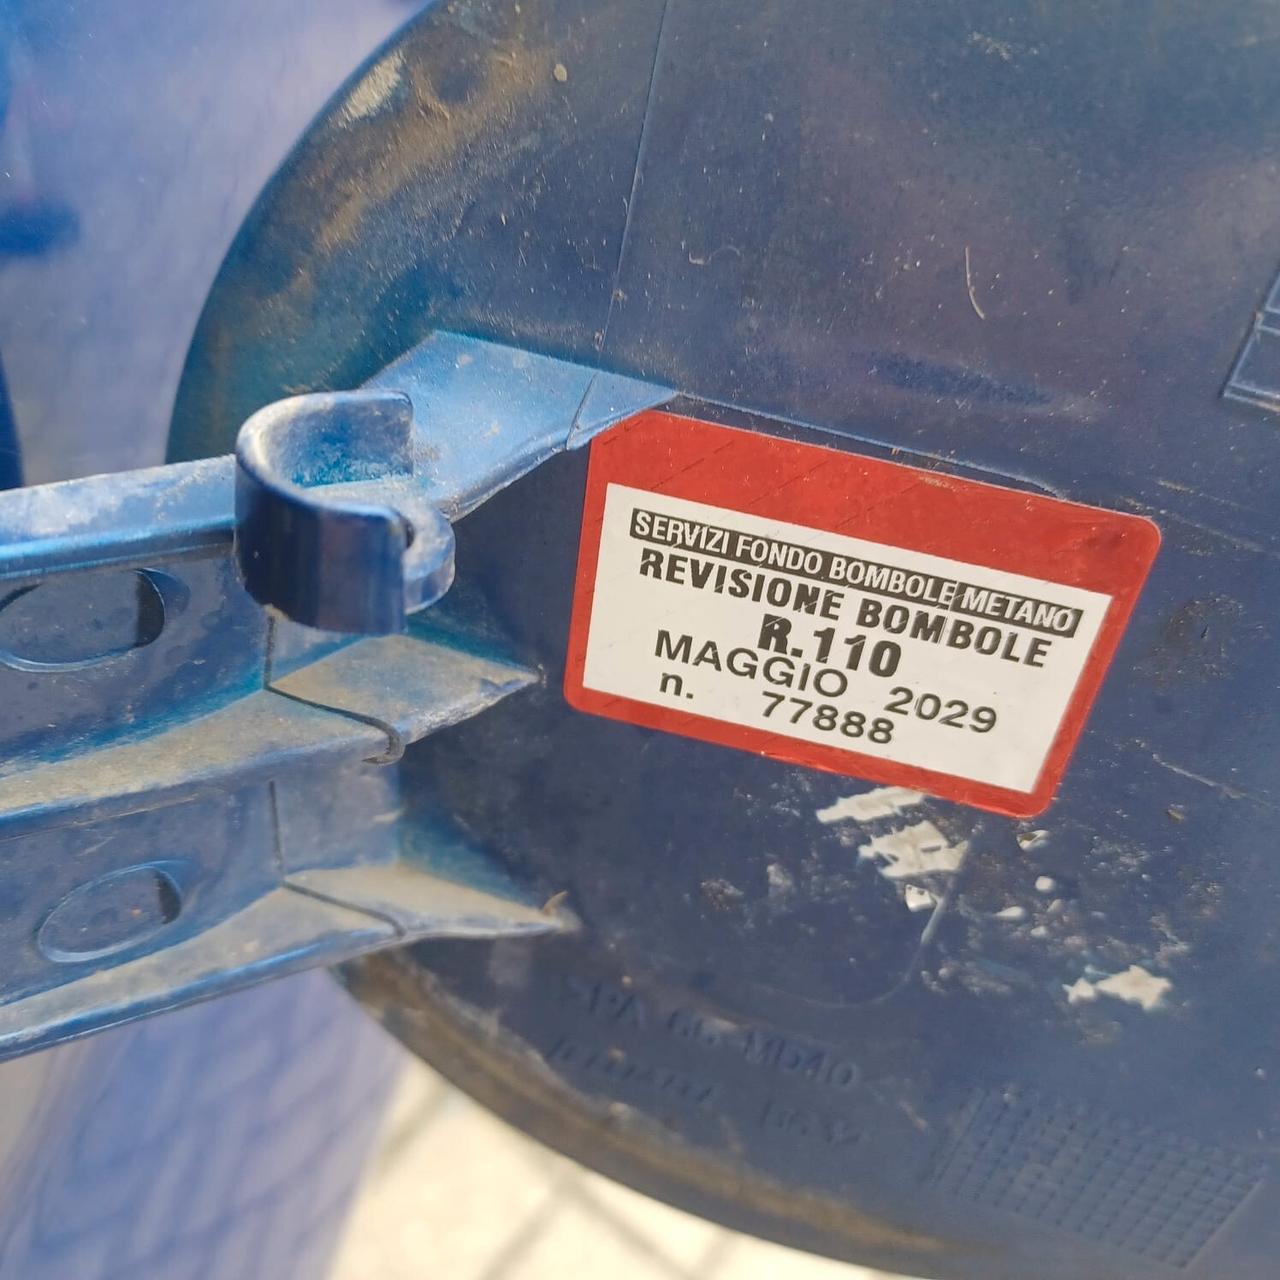 SERVIZI FONDO BOMBOLE METANO
REVISIONE BOMBOLE
R.110
MAGGIO 2029
n. 77888